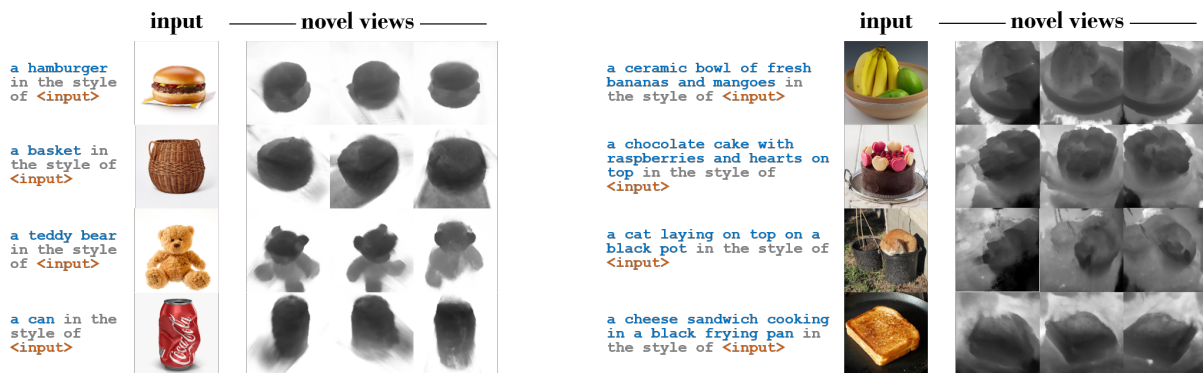 input
novel views
a hamburger
in the style
of <input>
a basket in
the style of
<input>
a teddy bear
in the style
of <input>
a can in the
style of
<input>
Coca-Cola
input
novel views
a ceramic bowl of fresh
bananas and mangoes in
the style of <input>
a chocolate cake with
raspberries and hearts on
top in the style of
<input>
a cat laying on top on a
black pot in the style of
<input>
a cheese sandwich cooking
in a black frying pan in
the style of <input>